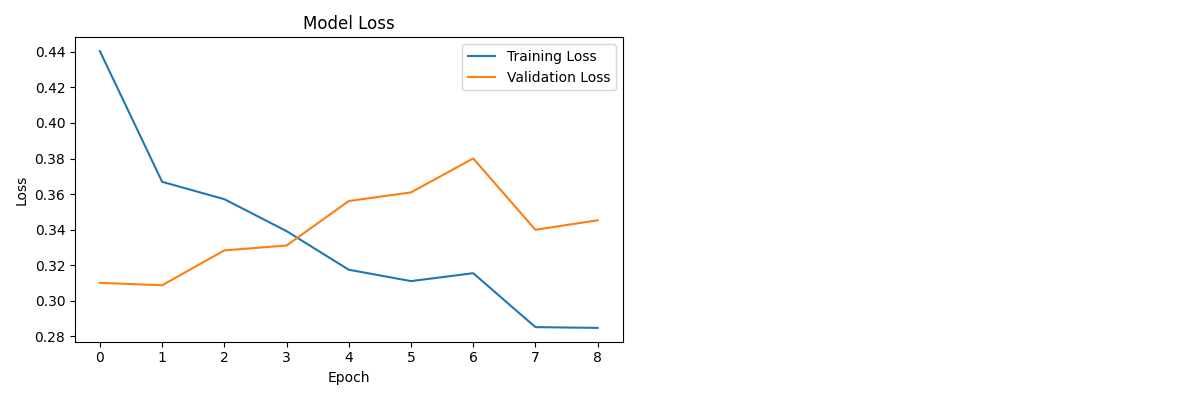 Model Loss
Training Loss
Validation Loss
0.44
0.42
0.40
0.38
0.36
0.34
0.32
0.30
0.28
Loss
0 1 2 3 4 5 6 7 8
Epoch